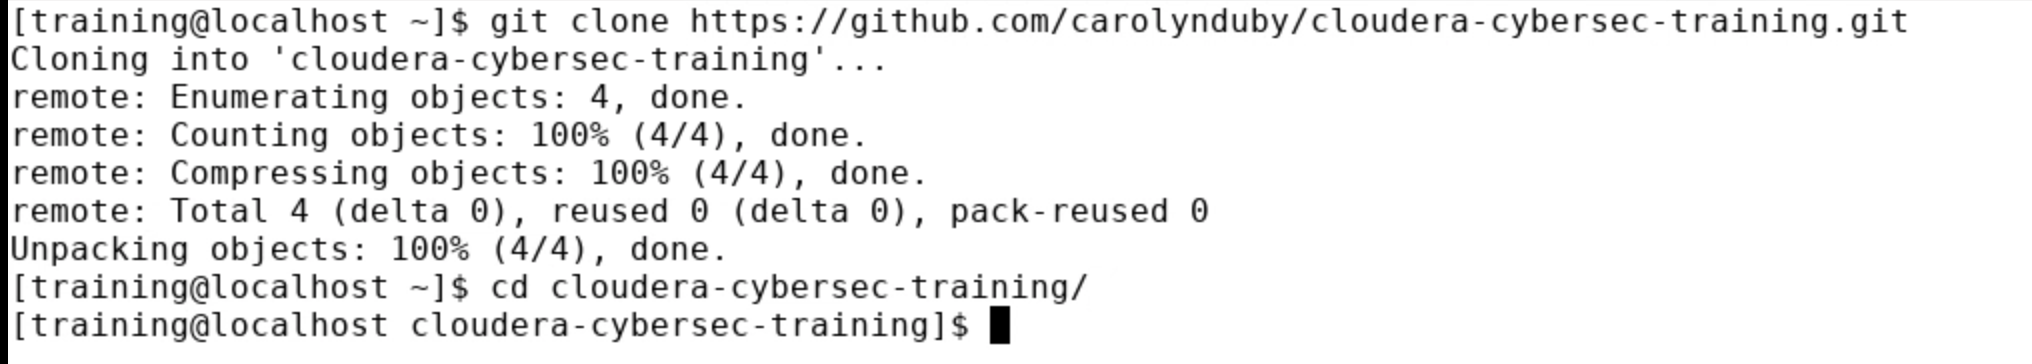 [training@localhost ~]$ git clone https://github.com/carolynduby/cloudera-cybersec-training.git
Cloning into 'cloudera-cybersec-training'...
remote: Enumerating objects: 4, done.
remote: Counting objects: 100% (4/4), done.
remote: Compressing objects: 100% (4/4), done.
remote: Total 4 (delta 0), reused 0 (delta 0), pack-reused 0
Unpacking objects: 100% (4/4), done.
[training@localhost ~]$ cd cloudera-cybersec-training/
[training@localhost cloudera-cybersec-training]$